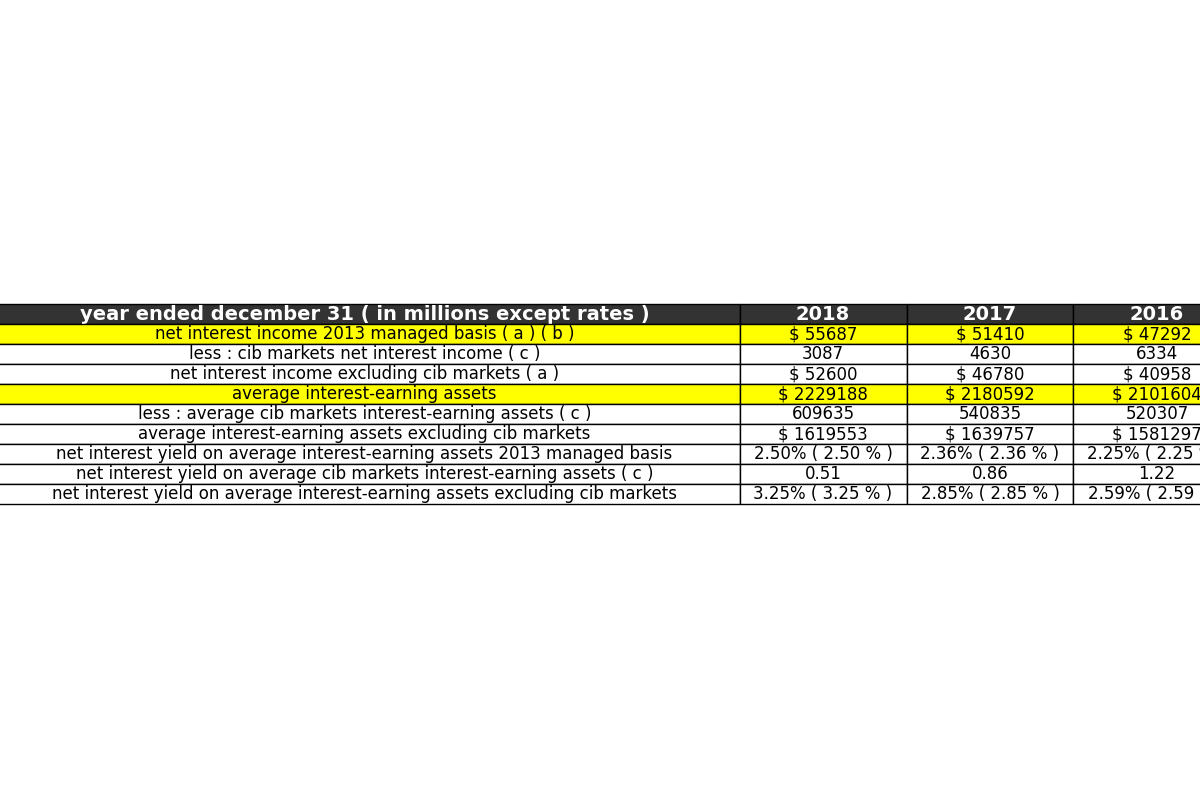 year ended december 31 ( in millions except rates ) 2018 2017 2016
net interest income 2013 managed basis ( a ) ( b ) $ 55687 $ 51410 $ 47292
less : cib markets net interest income ( c ) 3087 4630 6334
net interest income excluding cib markets ( a ) $ 52600 $ 46780 $ 40958
average interest-earning assets $ 2229188 $ 2180592 $ 2101604
less : average cib markets interest-earning assets ( c ) 609635 540835 520307
average interest-earning assets excluding cib markets $ 1619553 $ 1639757 $ 1581297
net interest yield on average interest-earning assets 2013 managed basis 2.50% ( 2.50 % ) 2.36% ( 2.36 % ) 2.25% ( 2.25
net interest yield on average cib markets interest-earning assets ( c ) 0.51 0.86 1.22
net interest yield on average interest-earning assets excluding cib markets 3.25% ( 3.25 % ) 2.85% ( 2.85 % ) 2.59% ( 2.59